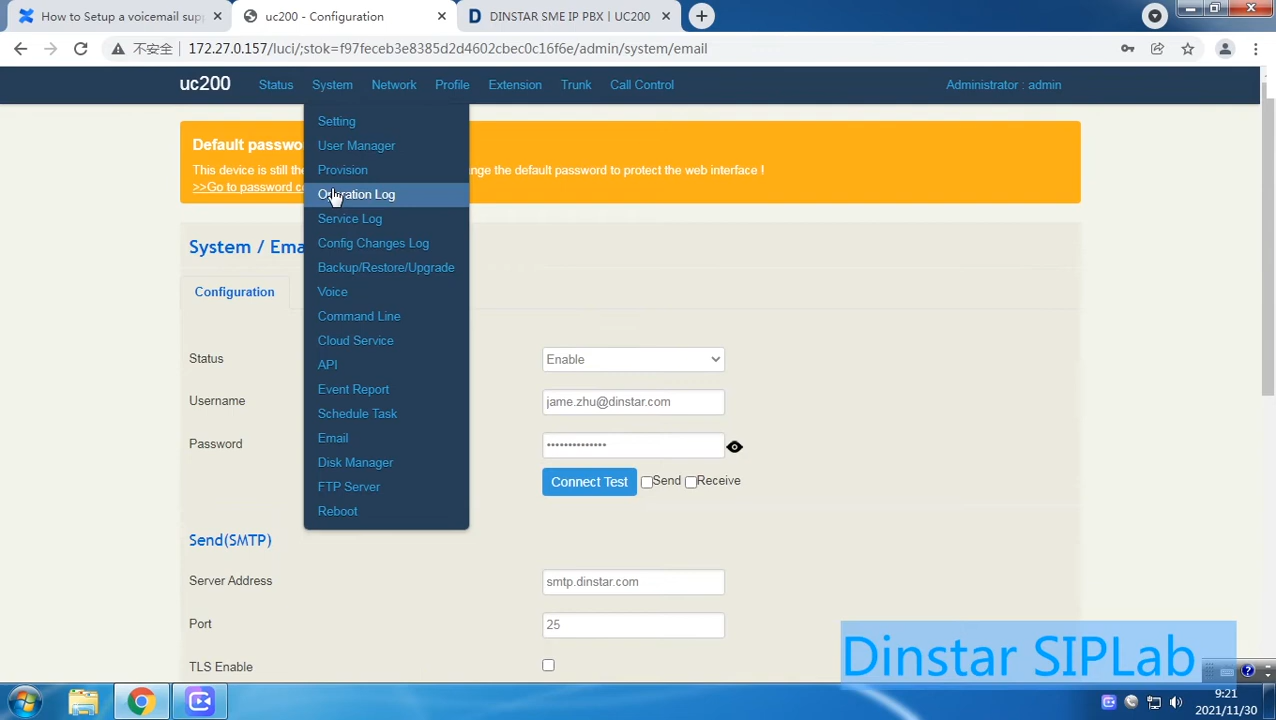 How to Setup a voicemail sup
uc200 - Configuration
DINSTAR SME IP PBX | UC200
不安全
172.27.0.157/luci/;stok=f97feceb3e8385d2d4602cbec0c16f6e/admin/system/email
uc200
Status
System
Network
Profile
Extension
Trunk
Call Control
Administrator : admin
Setting
User Manager
Provision
Operation Log
Service Log
Config Changes Log
Backup/Restore/Upgrade
Voice
Command Line
Cloud Service
API
Event Report
Schedule Task
Email
Disk Manager
FTP Server
Reboot
Default passwo
This device is still the
nge the default password to protect the web interface !
>>Go to password co
System / Ema
Configuration
Status
Enable
Username
jame.zhu@dinstar.com
Password
••••••••••••••
Connect Test
Send
Receive
Send(SMTP)
Server Address
smtp.dinstar.com
Port
25
TLS Enable
Dinstar SIPLab
9:21
2021/11/30